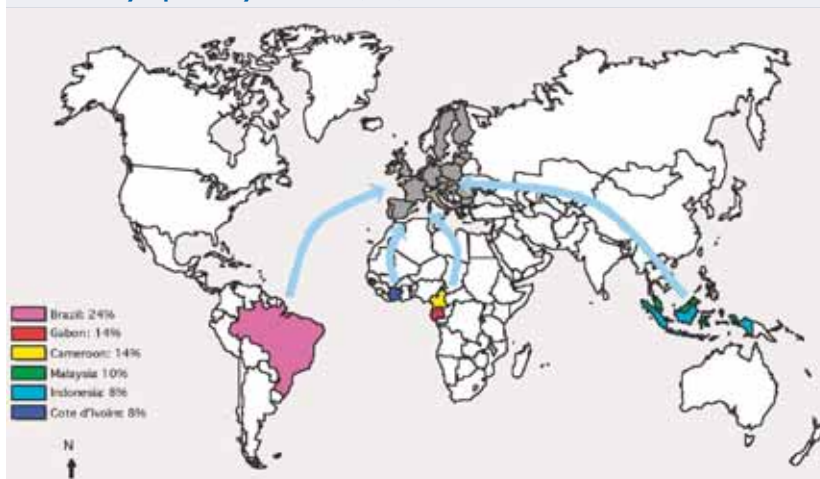 Brazil: 24%
Gabon: 14%
Cameroon: 14%
Malaysia 10%
Indonesia: 8%
Cote d'Ivoire: 8%
N